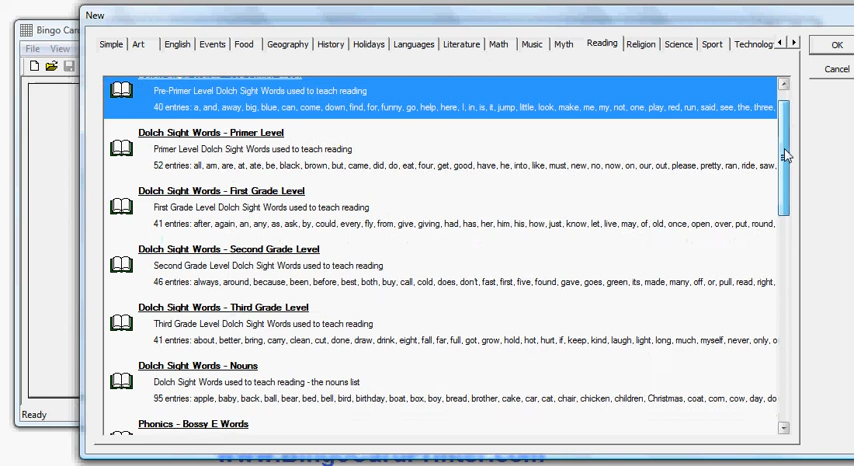 Bingo Car
New
File View
Simple Art English Events Food Geography History Holidays Languages Literature Math Music Myth Reading Religion Science Sport Technolog
OK
Cancel
Pre-Primer Level Dolch Sight Words used to teach reading
40 entries: a, and, away, big, blue, can, come, down, find, for, funny, go, help, here, I, in, is, it, jump, little, look, make, me, my, not, one, play, red, run, said, see, the, three,
Dolch Sight Words - Primer Level
Primer Level Dolch Sight Words used to teach reading
52 entries: all, am, are, at, ate, be, black, brown, but, came, did, do, eat, four, get, good, have, he, into, like, must, new, no, now, on, our, out, please, pretty, ran, ride, saw,
Dolch Sight Words - First Grade Level
First Grade Level Dolch Sight Words used to teach reading
41 entries: after, again, an, any, as, ask, by, could, every, fly, from, give, giving, had, has, her, him, his, how, just, know, let, live, may, of, old, once, open, over, put, round,
Dolch Sight Words - Second Grade Level
Second Grade Level Dolch Sight Words used to teach reading
46 entries: always, around, because, been, before, best, both, buy, call, cold, does, don't, fast, first, five, found, gave, goes, green, its, made, many, off, or, pull, read, right,
Dolch Sight Words - Third Grade Level
Third Grade Level Dolch Sight Words used to teach reading
41 entries: about, better, bring, carry, clean, cut, done, draw, drink, eight, fall, far, full, got, grow, hold, hot, hurt, if, keep, kind, laugh, light, long, much, myself, never, only, o
Dolch Sight Words - Nouns
Dolch Sight Words used to teach reading - the nouns list
95 entries: apple, baby, back, ball, bear, bed, bell, bird, birthday, boat, box, boy, bread, brother, cake, car, cat, chair, chicken, children, Christmas, coat, corn, cow, day, do
Phonics - Bossy E Words
Ready
www.BingoCardPrinter.com